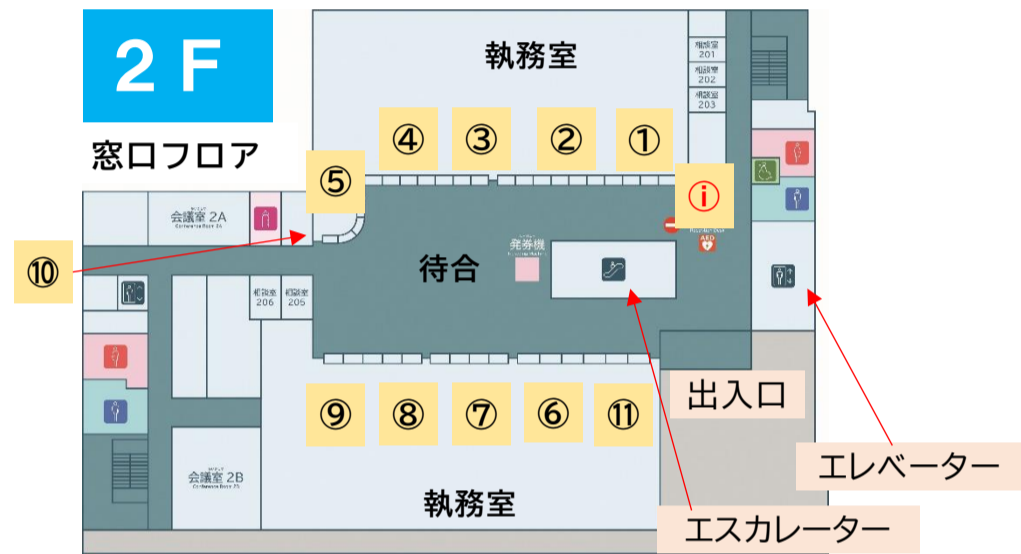 2F
窓口フロア
執務室
相談室
201
相談室
202
相談室
203
④
③
②
①
⑤
ⓘ
会議室 2A
Conference Room 2A
⑩
発券機
AED
待合
相談室
206
相談室
205
⑨
⑧
⑦
⑥
⑪
出入口
エレベーター
会議室 2B
執務室
エスカレーター